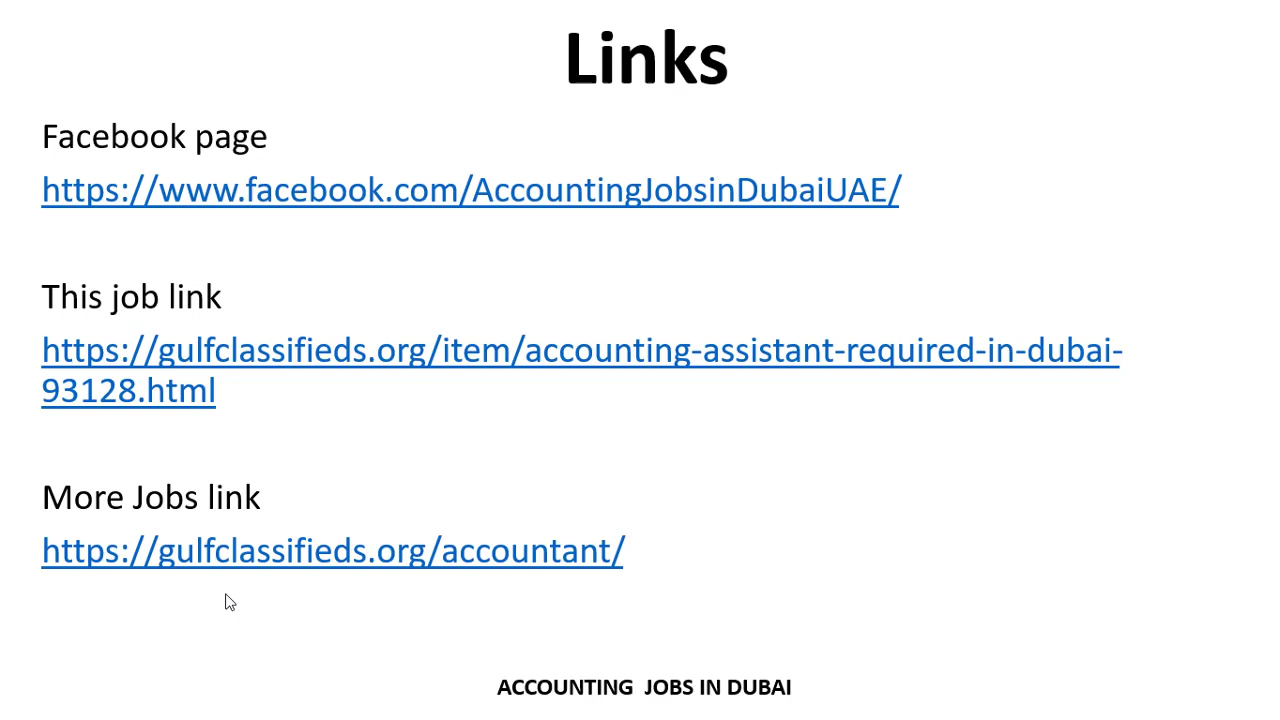 Links
Facebook page
https://www.facebook.com/AccountingJobsinDubaiUAE/
This job link
https://gulfclassifieds.org/item/accounting-assistant-required-in-dubai-
93128.html
More Jobs link
https://gulfclassifieds.org/accountant/
ACCOUNTING  JOBS IN DUBAI